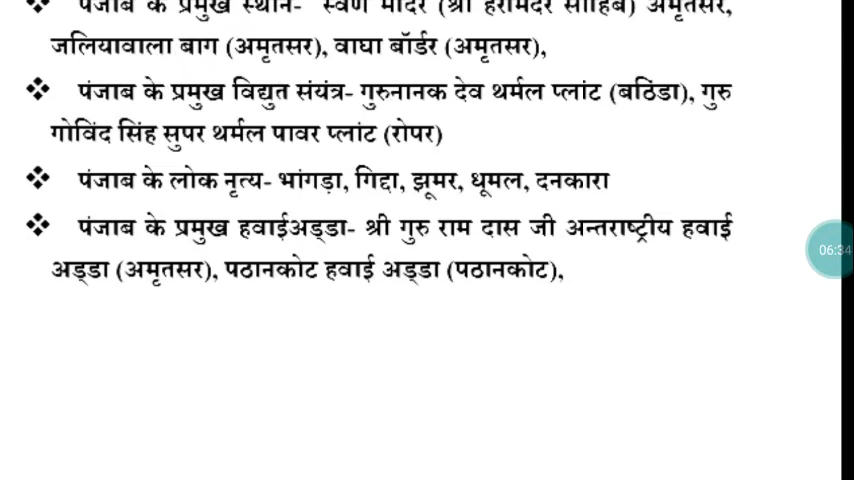 ❖ पंजाब के प्रमुख स्थान- स्वर्ण मंदिर (श्री हरिमंदिर साहिब) अमृतसर,
जलियावाला बाग (अमृतसर), वाघा बॉर्डर (अमृतसर),
❖ पंजाब के प्रमुख विद्युत संयंत्र- गुरुनानक देव थर्मल प्लांट (बठिंडा), गुरु
गोविंद सिंह सुपर थर्मल पावर प्लांट (रोपर)
❖ पंजाब के लोक नृत्य- भांगड़ा, गिद्दा, झूमर, धूमल, दनकारा
❖ पंजाब के प्रमुख हवाईअड्डा- श्री गुरु राम दास जी अन्तराष्ट्रीय हवाई
अड्डा (अमृतसर), पठानकोट हवाई अड्डा (पठानकोट),
06:34